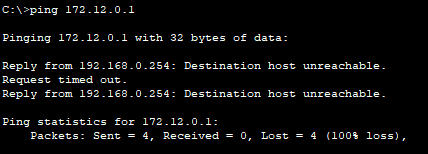 C:\>ping 172.12.0.1
Pinging 172.12.0.1 with 32 bytes of data:
Reply from 192.168.0.254: Destination host unreachable.
Request timed out.
Reply from 192.168.0.254: Destination host unreachable.
Ping statistics for 172.12.0.1:
Packets: Sent = 4, Received = 0, Lost = 4 (100% loss),